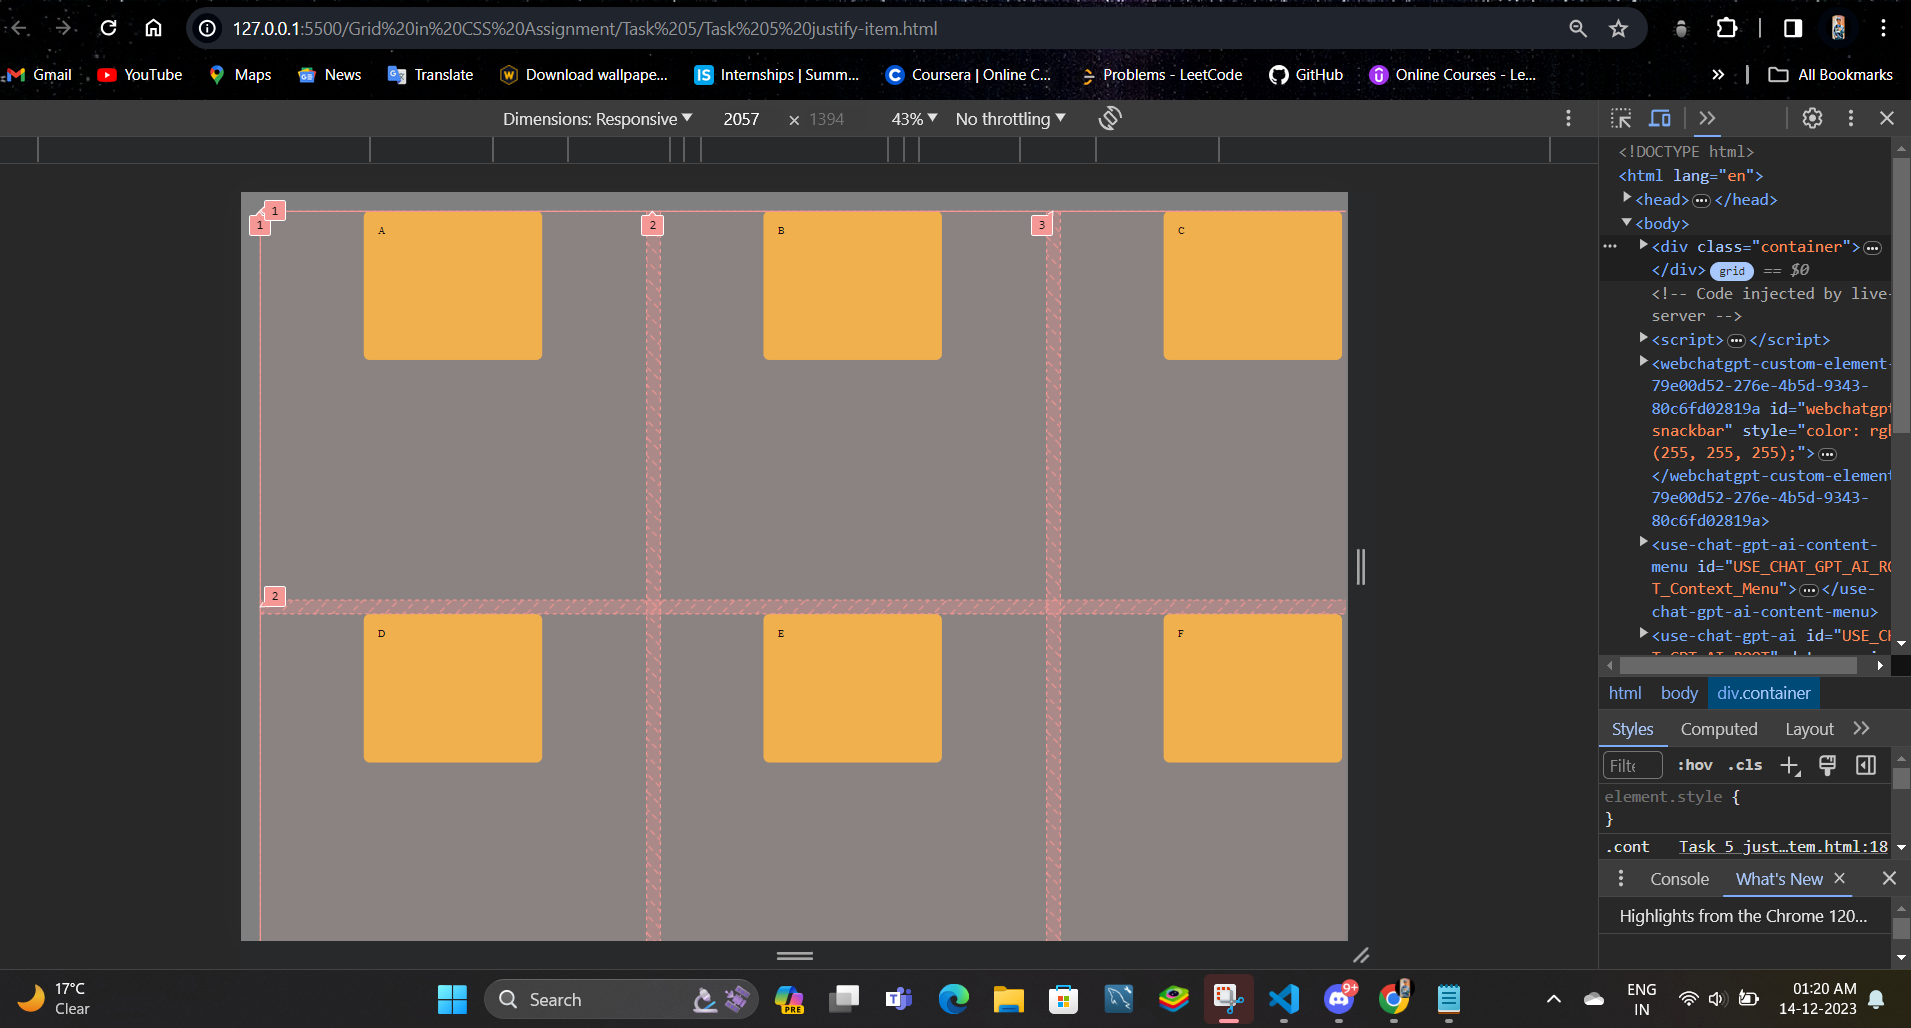 127.0.0.1:5500/Grid%20in%20CSS%20Assignment/Task%205/Task%205%20justify-item.html
Gmail YouTube Maps News Translate Download wallpape... Internships | Summ... Coursera | Online C... Problems - LeetCode GitHub Online Courses - Le... All Bookmarks
Dimensions: Responsive 2057 × 1394 43% No throttling
1
1 2 3
A B C
2
D E F
<!DOCTYPE html>
<html lang="en">
<head> ••• </head>
<body>
••• <div class="container"> •••
</div> grid == $0
<!-- Code injected by live-
server -->
<script> ••• </script>
<webchatgpt-custom-element-
79e00d52-276e-4b5d-9343-
80c6fd02819a id="webchatgpt
snackbar" style="color: rgb
(255, 255, 255);"> •••
</webchatgpt-custom-element
79e00d52-276e-4b5d-9343-
80c6fd02819a>
<use-chat-gpt-ai-content-
menu id="USE_CHAT_GPT_AI_RO
T_Context_Menu"> ••• </use-
chat-gpt-ai-content-menu>
<use-chat-gpt-ai id="USE_CH
html body div.container
Styles Computed Layout
Filte :hov .cls
element.style {
}
.cont Task 5 just...tem.html:18
Console What's New
Highlights from the Chrome 120...
17°C
Clear
Search
PRE
9+
ENG
IN
01:20 AM
14-12-2023